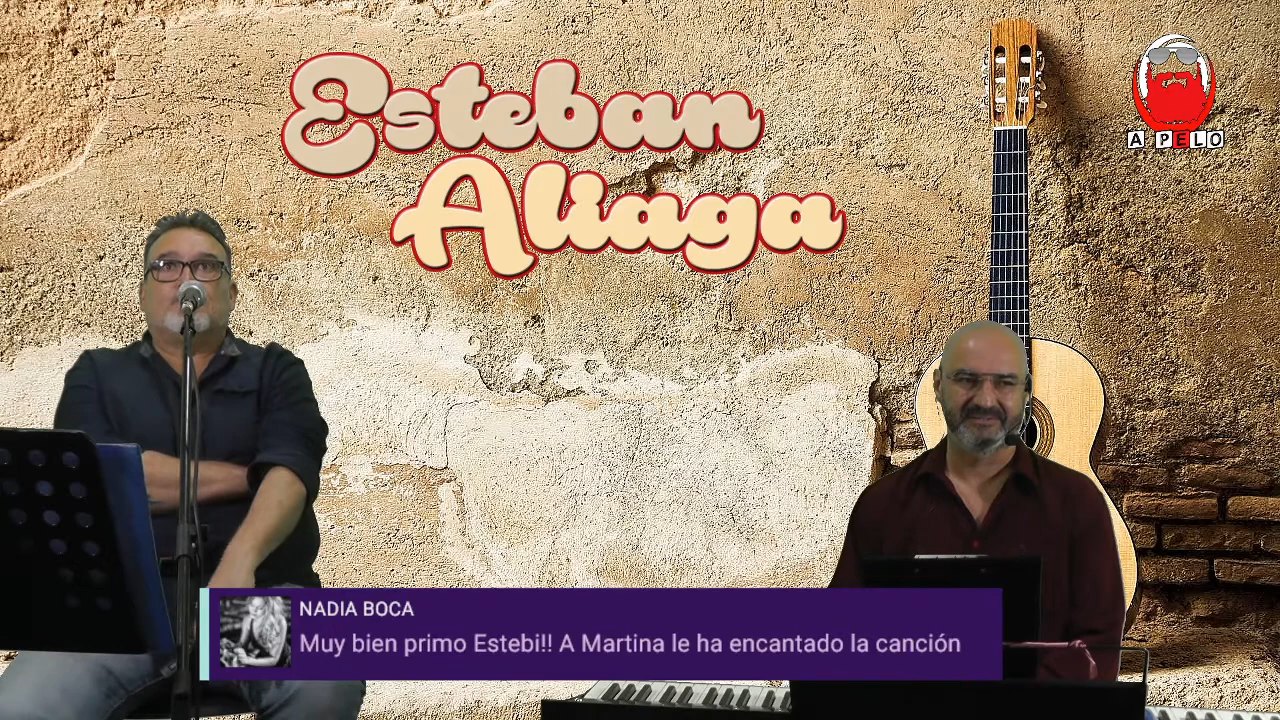 Esteban
Aliaga
A PELO
NADIA BOCA
Muy bien primo Estebi!! A Martina le ha encantado la canción